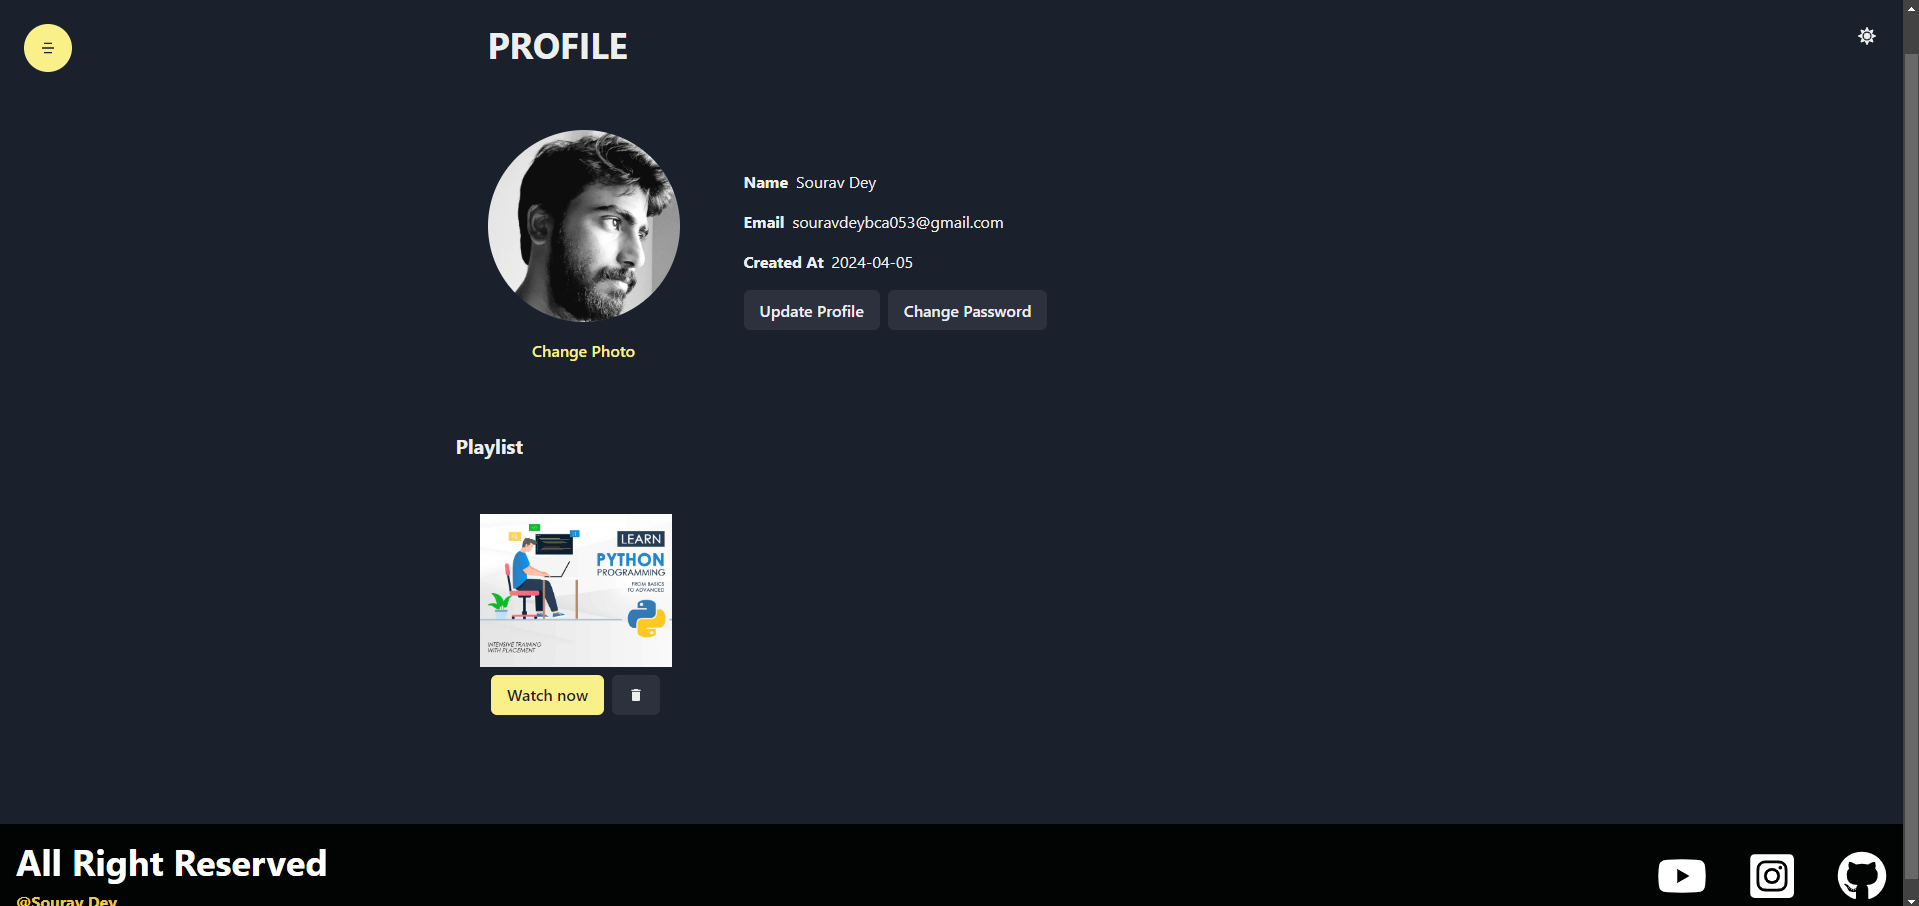 PROFILE
Name Sourav Dey
Email souravdeybca053@gmail.com
Created At 2024-04-05
Update Profile Change Password
Change Photo
Playlist
LEARN
PYTHON
PROGRAMMING
FROM BASICS
TO ADVANCED
INTENSIVE TRAINING
WITH PLACEMENT
Watch now
All Right Reserved
@Sourav Dey